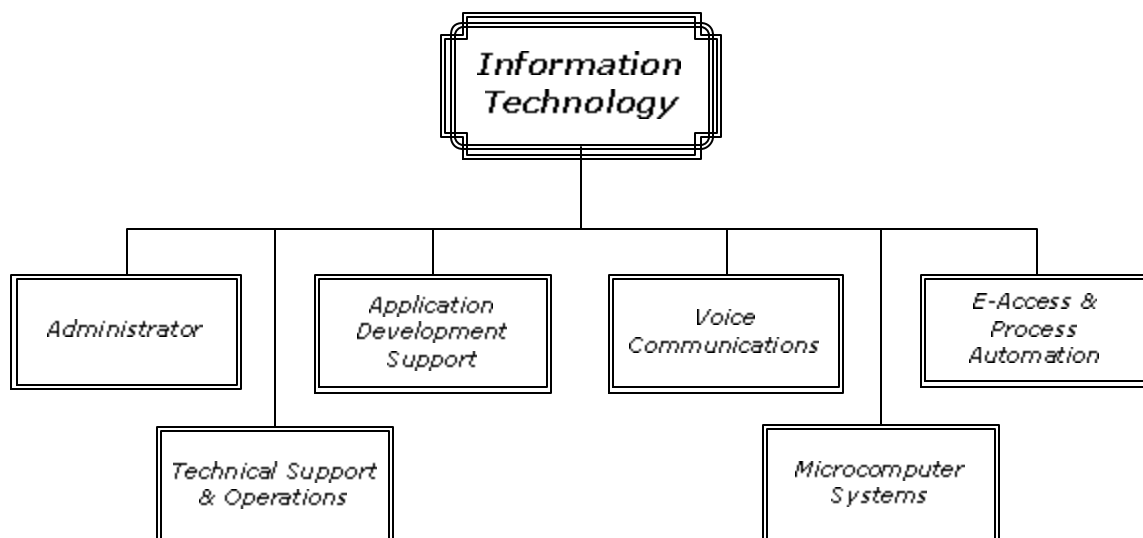 Information
Technology
Administrator
Application
Development
Support
Voice
Communications
E-Access &
Process
Automation
Technical Support
& Operations
Microcomputer
Systems